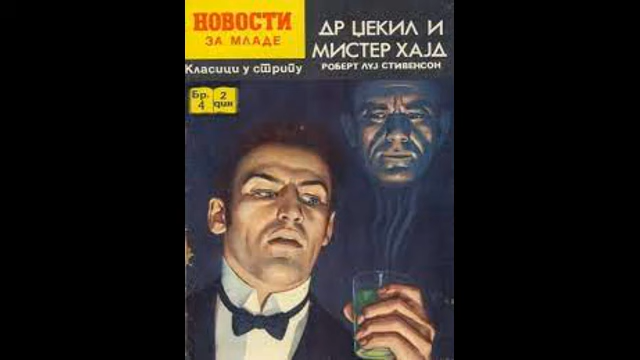 НОВОСТИ
ЗА МЛАДЕ
Класици у стрипу
Бр. 4
2 дин
ДР ЏЕКИЛ И
МИСТЕР ХАЈД
РОБЕРТ ЛУЈ СТИВЕНСОН